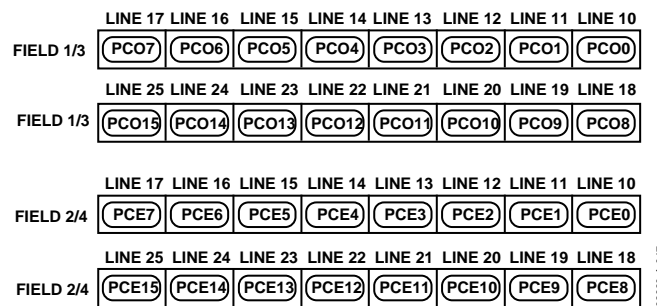 LINE 17 LINE 16 LINE 15 LINE 14 LINE 13 LINE 12 LINE 11 LINE 10
FIELD 1/3 PCO7 PCO6 PCO5 PCO4 PCO3 PCO2 PCO1 PCO0
LINE 25 LINE 24 LINE 23 LINE 22 LINE 21 LINE 20 LINE 19 LINE 18
FIELD 1/3 PCO15 PCO14 PCO13 PCO12 PCO11 PCO10 PCO9 PCO8
LINE 17 LINE 16 LINE 15 LINE 14 LINE 13 LINE 12 LINE 11 LINE 10
FIELD 2/4 PCE7 PCE6 PCE5 PCE4 PCE3 PCE2 PCE1 PCE0
LINE 25 LINE 24 LINE 23 LINE 22 LINE 21 LINE 20 LINE 19 LINE 18
FIELD 2/4 PCE15 PCE14 PCE13 PCE12 PCE11 PCE10 PCE9 PCE8